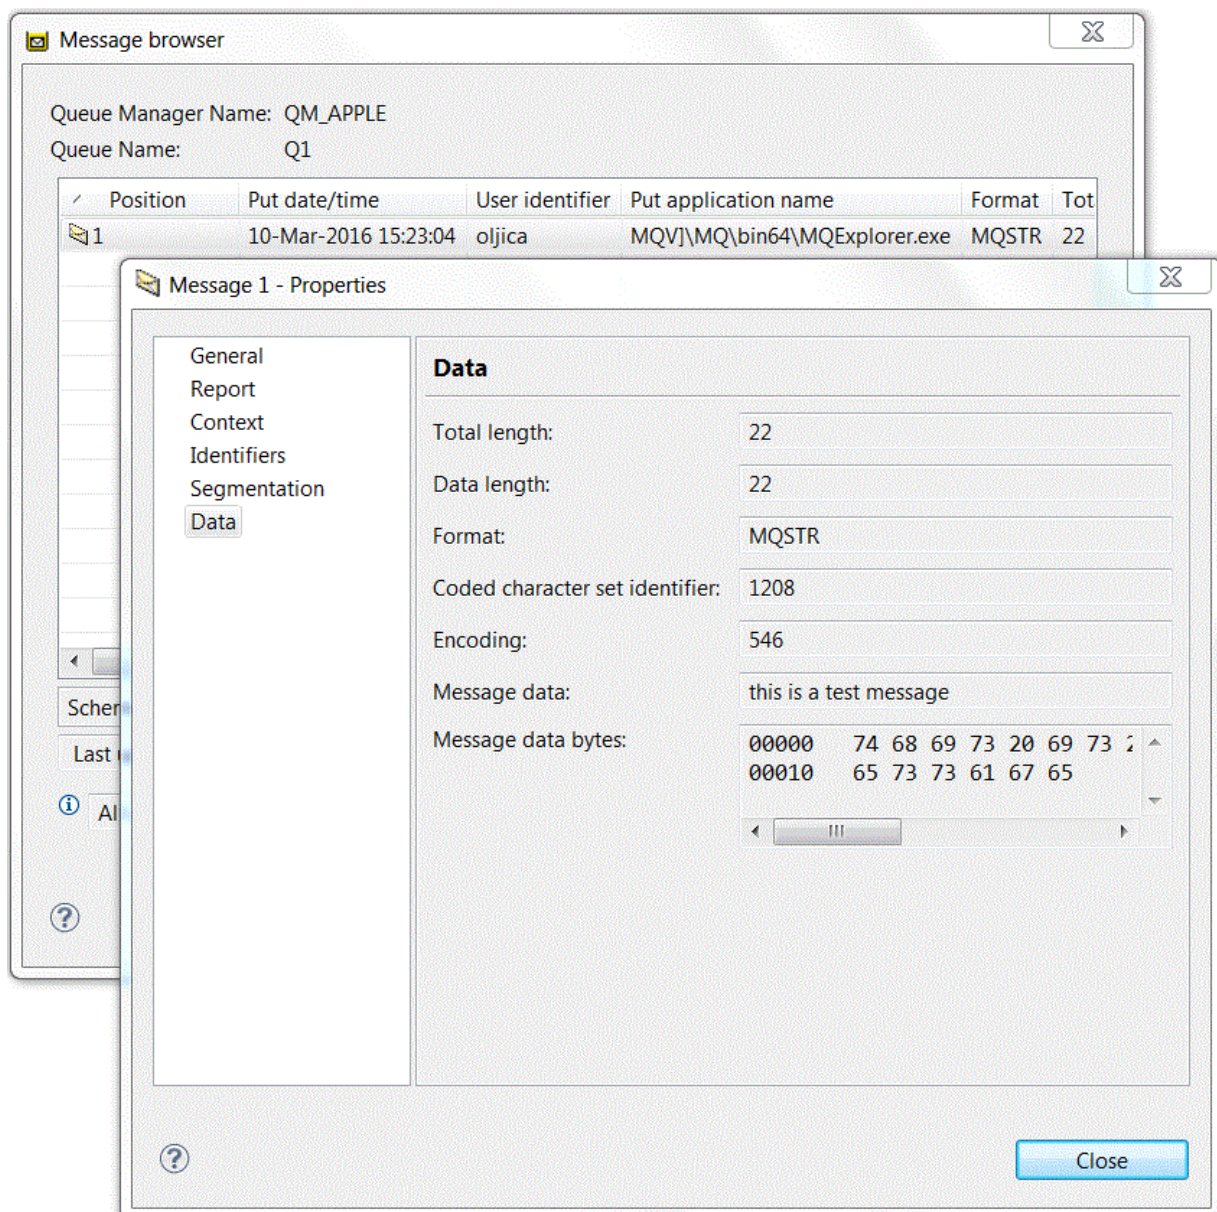 Message browser
Queue Manager Name: QM_APPLE
Queue Name: Q1
Position Put date/time User identifier Put application name Format Tot
1 10-Mar-2016 15:23:04 oljica MQV]\MQ\bin64\MQExplorer.exe MQSTR 22
Message 1 - Properties
General
Report
Context
Identifiers
Segmentation
Data
Data
Total length: 22
Data length: 22
Format: MQSTR
Coded character set identifier: 1208
Encoding: 546
Message data: this is a test message
Message data bytes: 00000 74 68 69 73 20 69 73
00010 65 73 73 61 67 65
Scher
Last
Al
Close